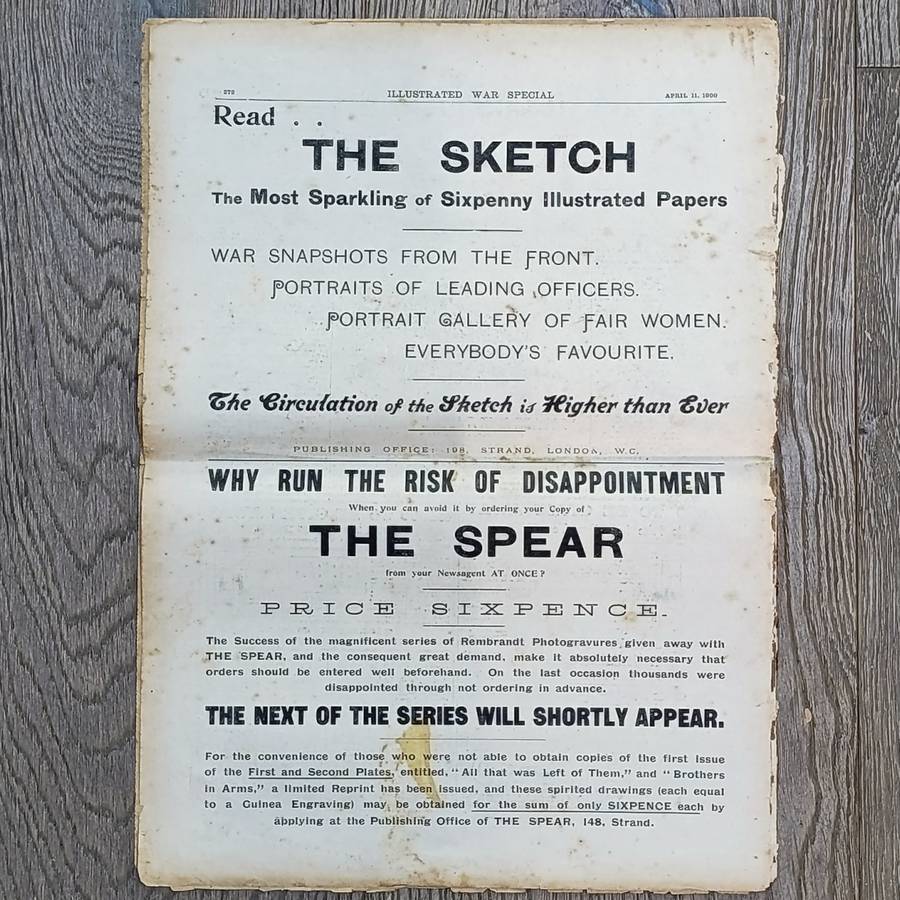 272 ILLUSTRATED WAR SPECIAL APRIL 11, 1900
Read . .
THE SKETCH
The Most Sparkling of Sixpenny Illustrated Papers
WAR SNAPSHOTS FROM THE FRONT.
PORTRAITS OF LEADING OFFICERS.
PORTRAIT GALLERY OF FAIR WOMEN.
EVERYBODY'S FAVOURITE.
The Circulation of the Sketch is Higher than Ever
PUBLISHING OFFICE: 198, STRAND, LONDON, W.C.
WHY RUN THE RISK OF DISAPPOINTMENT
When you can avoid it by ordering your Copy of
THE SPEAR
from your Newsagent AT ONCE?
PRICE SIXPENCE.
The Success of the magnificent series of Rembrandt Photogravures given away with
THE SPEAR, and the consequent great demand, make it absolutely necessary that
orders should be entered well beforehand. On the last occasion thousands were
disappointed through not ordering in advance.
THE NEXT OF THE SERIES WILL SHORTLY APPEAR.
For the convenience of those who were not able to obtain copies of the first issue
of the First and Second Plates, entitled, "All that was Left of Them," and "Brothers
in Arms," a limited Reprint has been issued, and these spirited drawings (each equal
to a Guinea Engraving) may be obtained for the sum of only SIXPENCE each by
applying at the Publishing Office of THE SPEAR, 148, Strand.